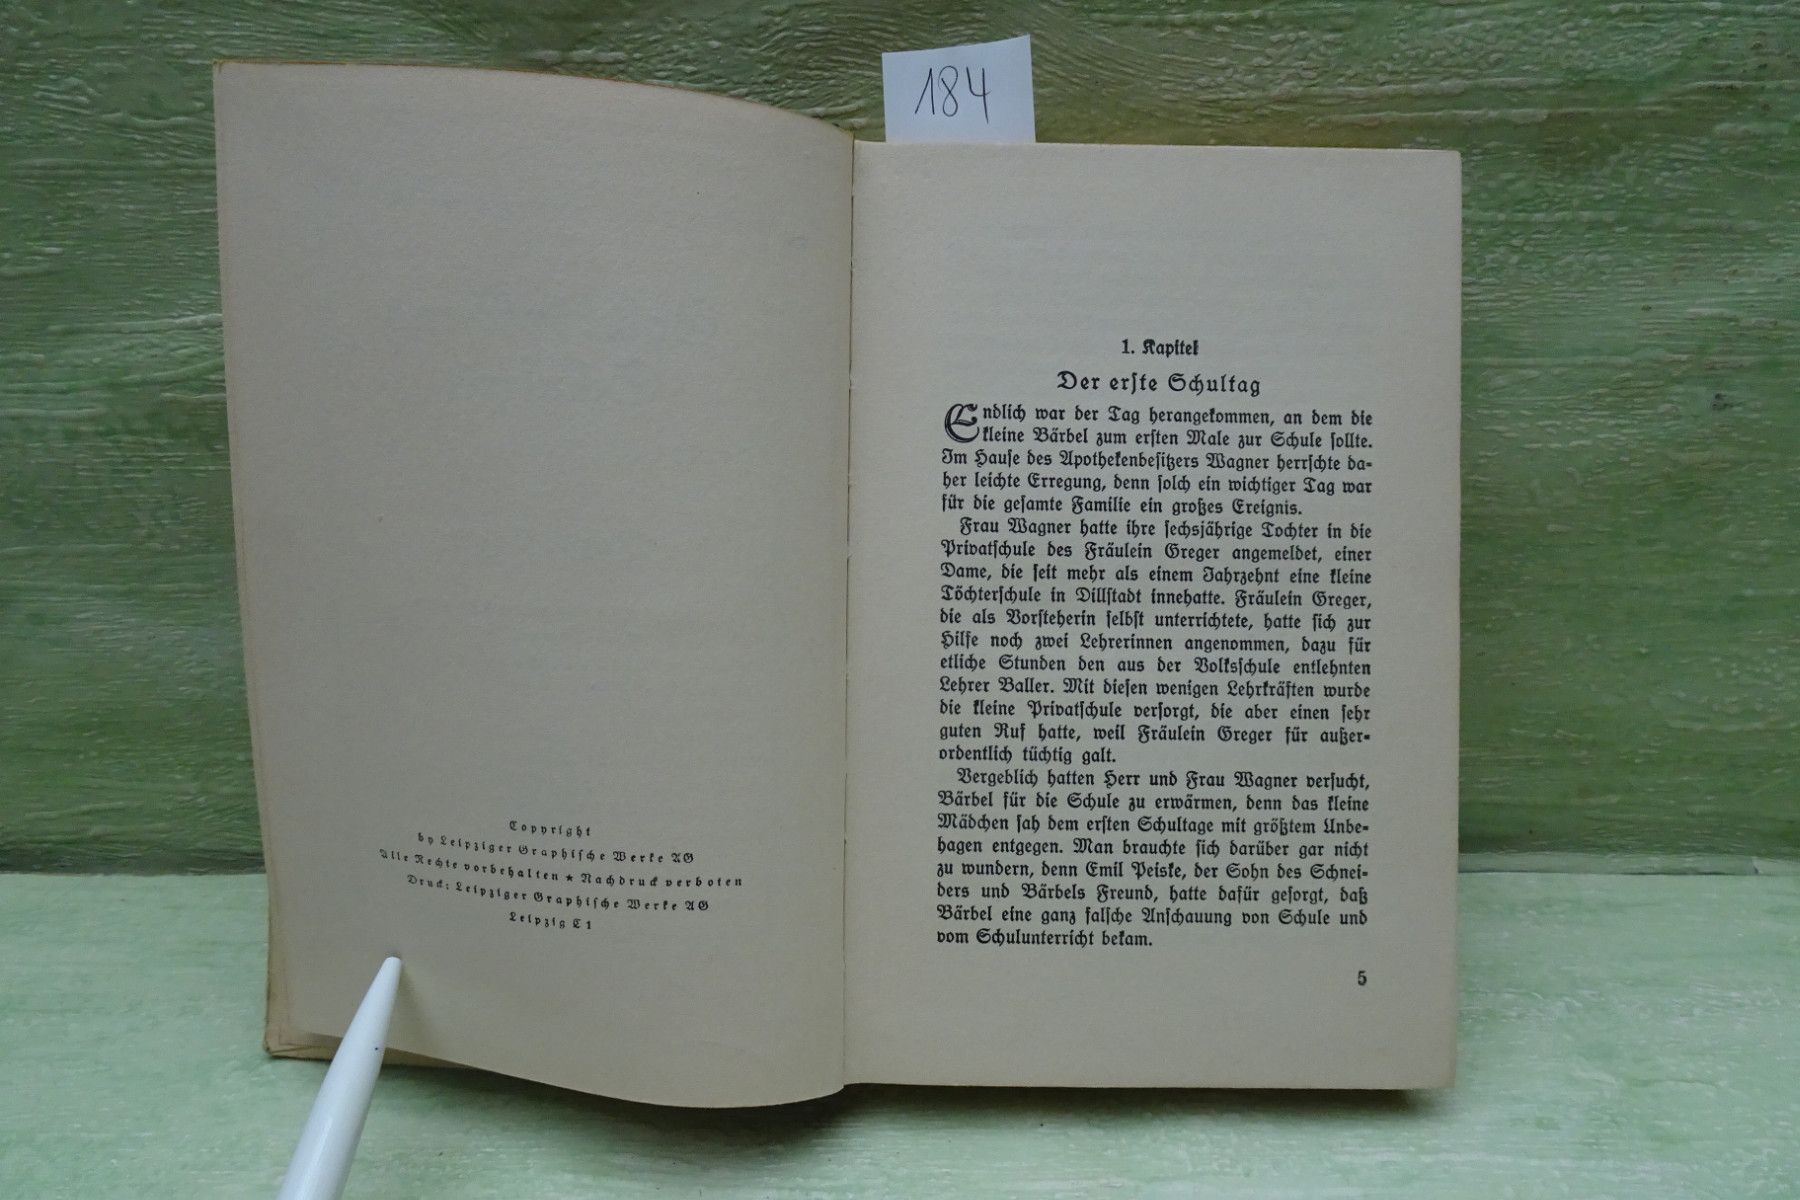 184
Copyright
by Leipziger Graphische Werke AG
Alle Rechte vorbehalten ★ Nachdruck verboten
Druck: Leipziger Graphische Werke AG
Leipzig C 1
1. Kapitel
Der erste Schultag
Endlich war der Tag herangekommen, an dem die
kleine Bärbel zum ersten Male zur Schule sollte.
Im Hause des Apothekenbesitzers Wagner herrschte da-
her leichte Erregung, denn solch ein wichtiger Tag war
für die gesamte Familie ein großes Ereignis.
Frau Wagner hatte ihre sechsjährige Tochter in die
Privatschule des Fräulein Greger angemeldet, einer
Dame, die seit mehr als einem Jahrzehnt eine kleine
Töchterschule in Dillstadt innehatte. Fräulein Greger,
die als Vorsteherin selbst unterrichtete, hatte sich zur
Hilfe noch zwei Lehrerinnen angenommen, dazu für
etliche Stunden den aus der Volksschule entlehnten
Lehrer Baller. Mit diesen wenigen Lehrkräften wurde
die kleine Privatschule versorgt, die aber einen sehr
guten Ruf hatte, weil Fräulein Greger für außer-
ordentlich tüchtig galt.
Vergeblich hatten Herr und Frau Wagner versucht,
Bärbel für die Schule zu erwärmen, denn das kleine
Mädchen sah dem ersten Schultage mit größtem Unbe-
hagen entgegen. Man brauchte sich darüber gar nicht
zu wundern, denn Emil Peiske, der Sohn des Schnei-
ders und Bärbels Freund, hatte dafür gesorgt, daß
Bärbel eine ganz falsche Anschauung von Schule und
vom Schulunterricht bekam.
5